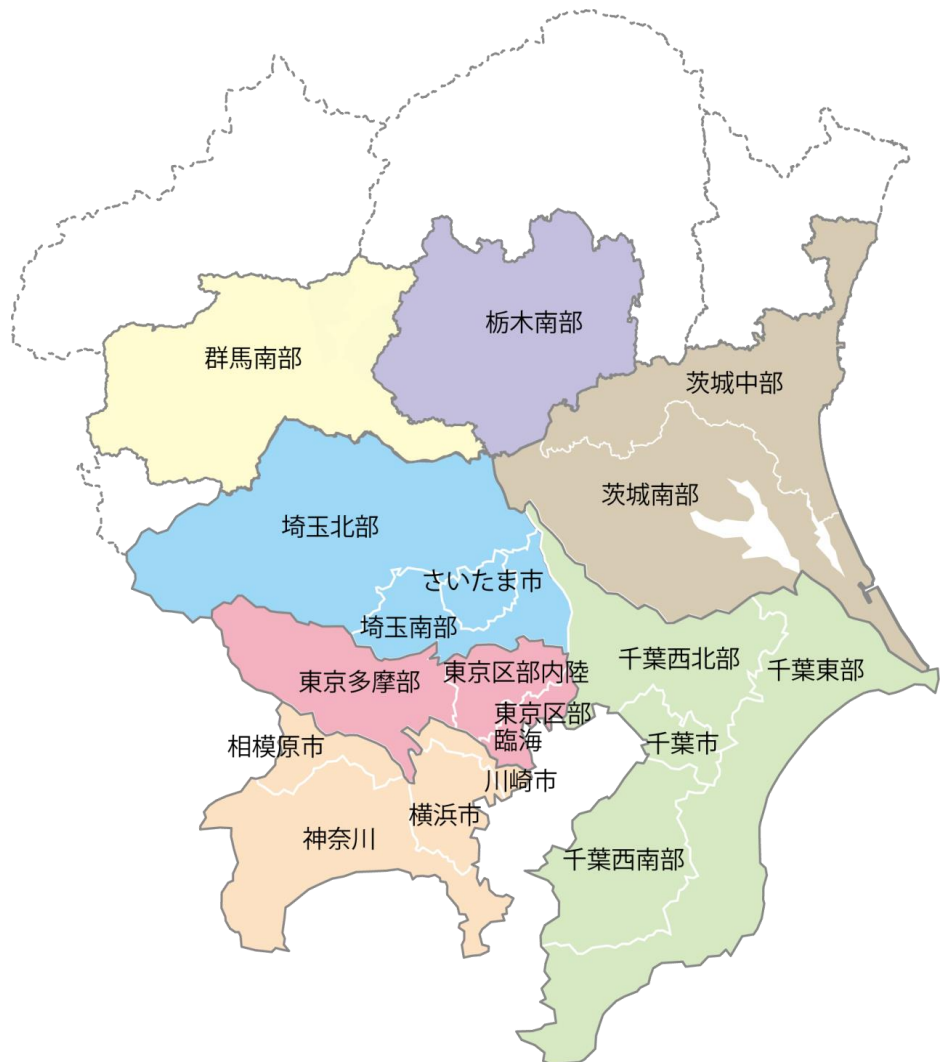 栃木南部
群馬南部
茨城中部
茨城南部
埼玉北部
さいたま市
埼玉南部
千葉西北部
千葉東部
東京区部内陸
東京多摩部
東京区部
臨海
相模原市
千葉市
川崎市
横浜市
神奈川
千葉西南部